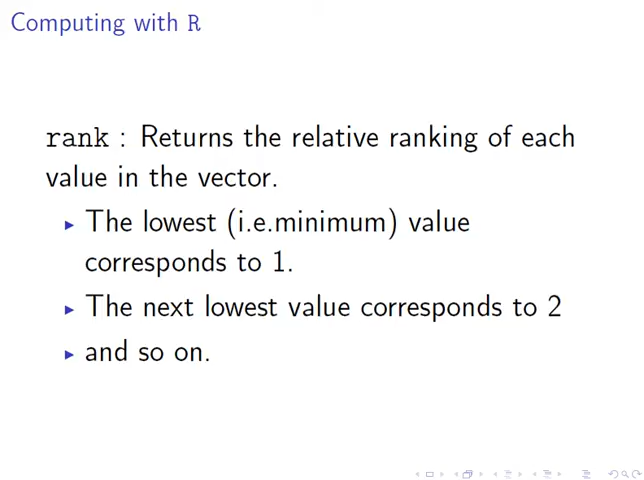 Computing with R
rank : Returns the relative ranking of each
value in the vector.
The lowest (i.e.minimum) value
corresponds to 1.
The next lowest value corresponds to 2
and so on.